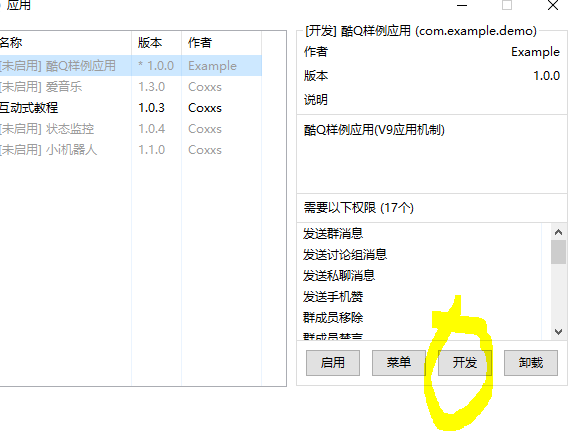 应用
名称 版本 作者
[未启用] 酷Q样例应用 * 1.0.0 Example
[未启用] 爱音乐 1.3.0 Coxxs
互动式教程 1.0.3 Coxxs
[未启用] 状态监控 1.0.4 Coxxs
[未启用] 小i机器人 1.1.0 Coxxs
[开发] 酷Q样例应用 (com.example.demo)
作者 Example
版本 1.0.0
说明
酷Q样例应用(V9应用机制)
需要以下权限 (17个)
发送群消息
发送讨论组消息
发送私聊消息
发送手机赞
群成员移除
群成员禁言
启用 菜单 开发 卸载